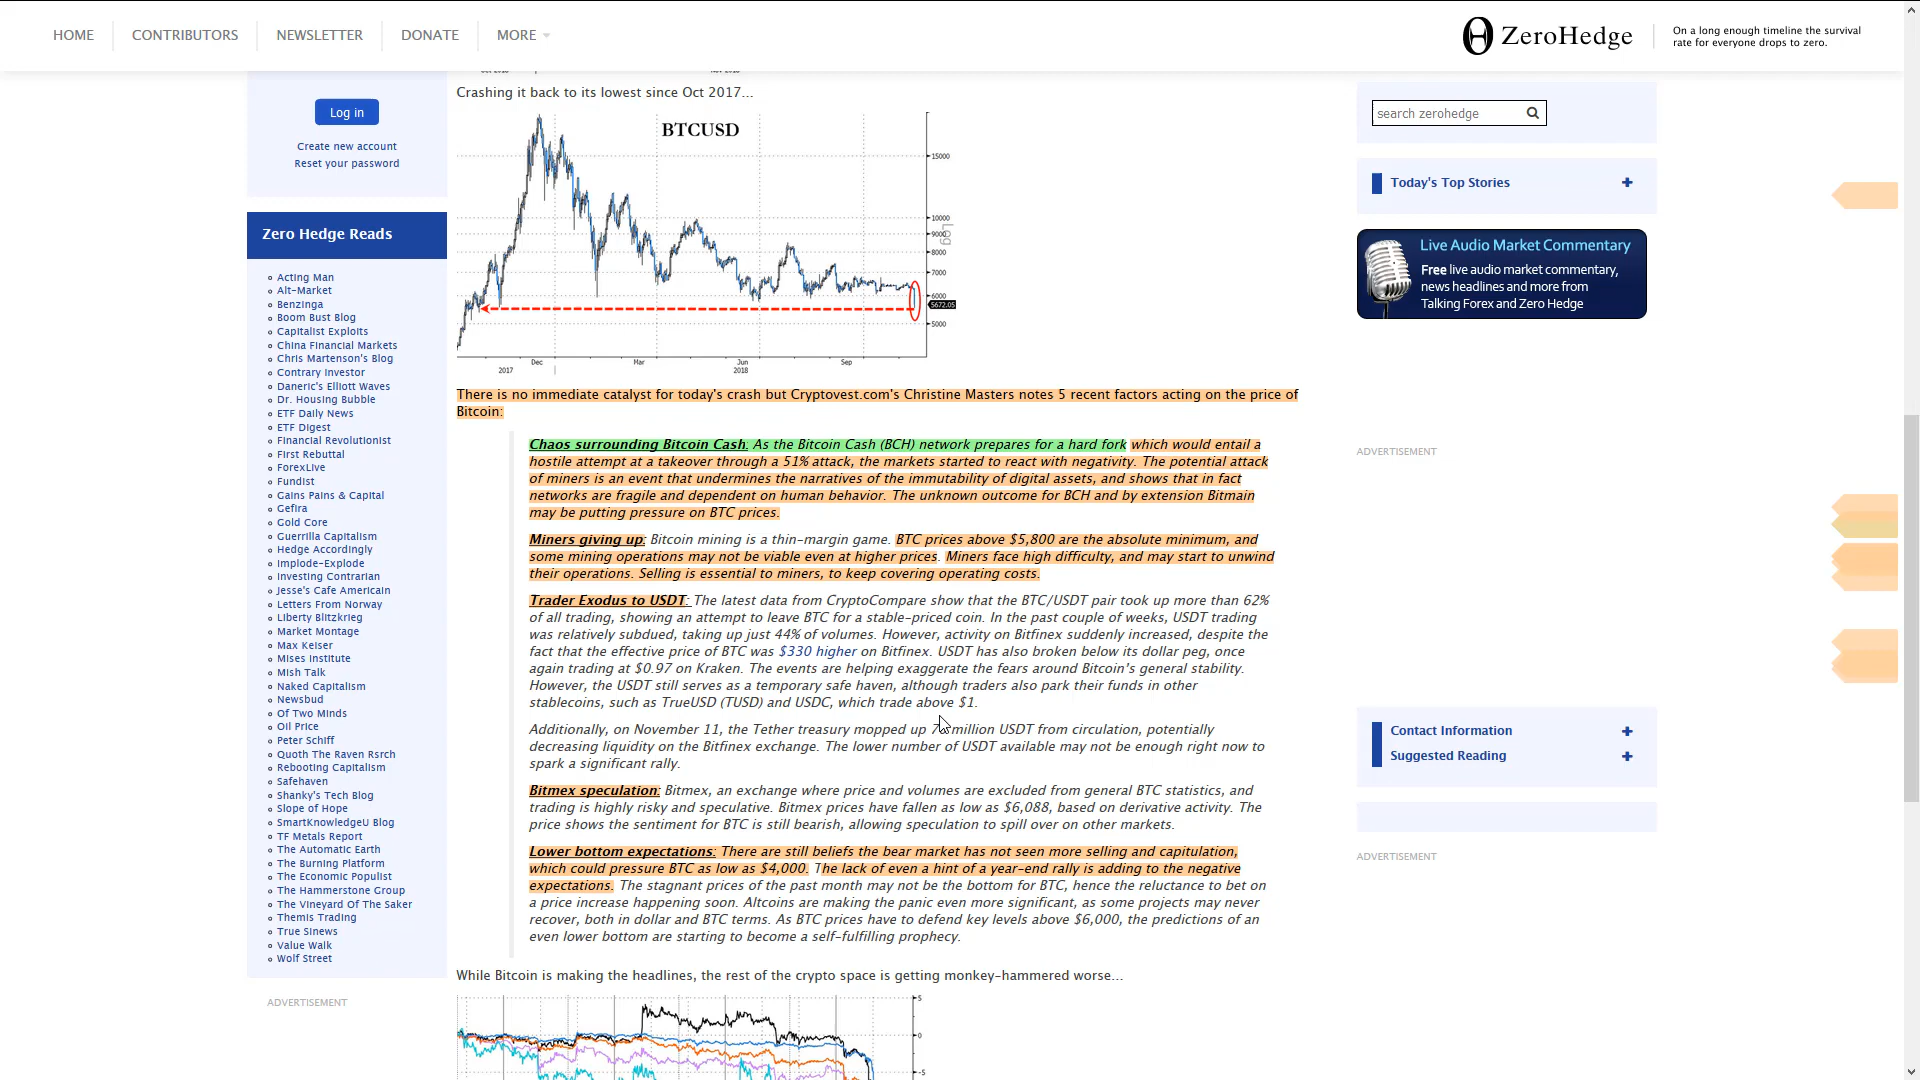 HOME
CONTRIBUTORS
NEWSLETTER
DONATE
MORE
ZeroHedge
On a long enough timeline the survival
rate for everyone drops to zero.
Log in
Create new account
Reset your password
Zero Hedge Reads
Acting Man
Alt-Market
Benzinga
Boom Bust Blog
Capitalist Exploits
China Financial Markets
Chris Martenson's Blog
Contrary Investor
Daneric's Elliott Waves
Dr. Housing Bubble
ETF Daily News
ETF Digest
Financial Revolutionist
First Rebuttal
ForexLive
Fundist
Gains Pains & Capital
Gefira
Gold Core
Guerrilla Capitalism
Hedge Accordingly
Implode-Explode
Investing Contrarian
Jesse's Cafe Americain
Letters From Norway
Liberty Blitzkrieg
Market Montage
Max Keiser
Mises Institute
Mish Talk
Naked Capitalism
Newsbud
Of Two Minds
Oil Price
Peter Schiff
Quoth The Raven Rsrch
Rebooting Capitalism
Safehaven
Shanky's Tech Blog
Slope of Hope
SmartKnowledgeU Blog
TF Metals Report
The Automatic Earth
The Burning Platform
The Economic Populist
The Hammerstone Group
The Vineyard Of The Saker
Themis Trading
True Sinews
Value Walk
Wolf Street
ADVERTISEMENT
Crashing it back to its lowest since Oct 2017...
BTCUSD
15000
10000
9000
8000
7000
6000
5672.05
5000
Log
Dec
Mar
Jun
Sep
2017
2018
There is no immediate catalyst for today's crash but Cryptovest.com's Christine Masters notes 5 recent factors acting on the price of
Bitcoin:
Chaos surrounding Bitcoin Cash: As the Bitcoin Cash (BCH) network prepares for a hard fork which would entail a
hostile attempt at a takeover through a 51% attack, the markets started to react with negativity. The potential attack
of miners is an event that undermines the narratives of the immutability of digital assets, and shows that in fact
networks are fragile and dependent on human behavior. The unknown outcome for BCH and by extension Bitmain
may be putting pressure on BTC prices.
Miners giving up: Bitcoin mining is a thin-margin game. BTC prices above $5,800 are the absolute minimum, and
some mining operations may not be viable even at higher prices. Miners face high difficulty, and may start to unwind
their operations. Selling is essential to miners, to keep covering operating costs.
Trader Exodus to USDT: The latest data from CryptoCompare show that the BTC/USDT pair took up more than 62%
of all trading, showing an attempt to leave BTC for a stable-priced coin. In the past couple of weeks, USDT trading
was relatively subdued, taking up just 44% of volumes. However, activity on Bitfinex suddenly increased, despite the
fact that the effective price of BTC was $330 higher on Bitfinex. USDT has also broken below its dollar peg, once
again trading at $0.97 on Kraken. The events are helping exaggerate the fears around Bitcoin's general stability.
However, the USDT still serves as a temporary safe haven, although traders also park their funds in other
stablecoins, such as TrueUSD (TUSD) and USDC, which trade above $1.
Additionally, on November 11, the Tether treasury mopped up million USDT from circulation, potentially
decreasing liquidity on the Bitfinex exchange. The lower number of USDT available may not be enough right now to
spark a significant rally.
Bitmex speculation: Bitmex, an exchange where price and volumes are excluded from general BTC statistics, and
trading is highly risky and speculative. Bitmex prices have fallen as low as $6,088, based on derivative activity. The
price shows the sentiment for BTC is still bearish, allowing speculation to spill over on other markets.
Lower bottom expectations: There are still beliefs the bear market has not seen more selling and capitulation,
which could pressure BTC as low as $4,000. The lack of even a hint of a year-end rally is adding to the negative
expectations. The stagnant prices of the past month may not be the bottom for BTC, hence the reluctance to bet on
a price increase happening soon. Altcoins are making the panic even more significant, as some projects may never
recover, both in dollar and BTC terms. As BTC prices have to defend key levels above $6,000, the predictions of an
even lower bottom are starting to become a self-fulfilling prophecy.
While Bitcoin is making the headlines, the rest of the crypto space is getting monkey-hammered worse...
5
0
-5
search zerohedge
Today's Top Stories
+
Live Audio Market Commentary
Free live audio market commentary,
news headlines and more from
Talking Forex and Zero Hedge
ADVERTISEMENT
Contact Information
+
Suggested Reading
+
ADVERTISEMENT